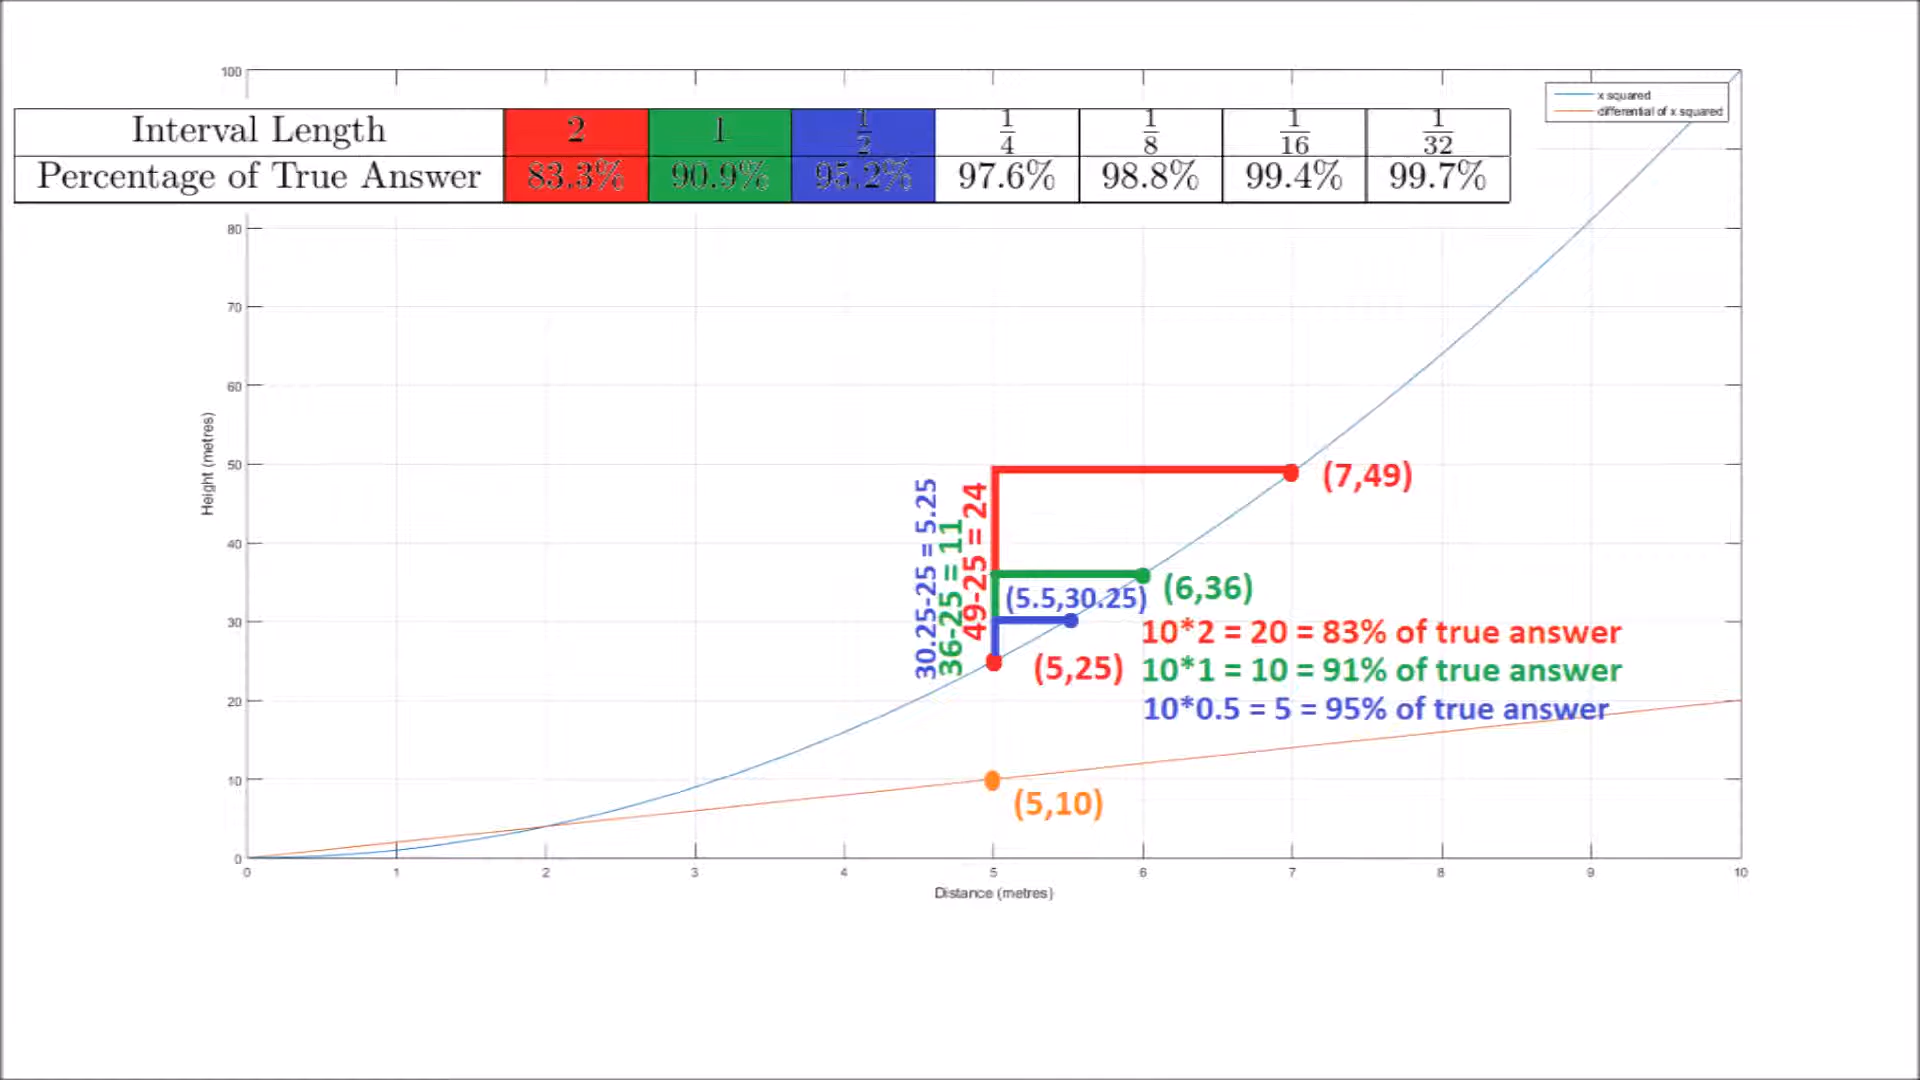 100
x squared
differential of x squared
Interval Length 2 1 1/2 1/4 1/8 1/16 1/32
Percentage of True Answer 83.3% 90.9% 95.2% 97.6% 98.8% 99.4% 99.7%
80
70
60
50
40
30
20
10
0
Height (metres)
30.25-25 = 5.25
36-25 = 11
49-25 = 24
(7,49)
(6,36)
(5.5,30.25)
(5,25)
10*2 = 20 = 83% of true answer
10*1 = 10 = 91% of true answer
10*0.5 = 5 = 95% of true answer
(5,10)
0 1 2 3 4 5 6 7 8 9 10
Distance (metres)